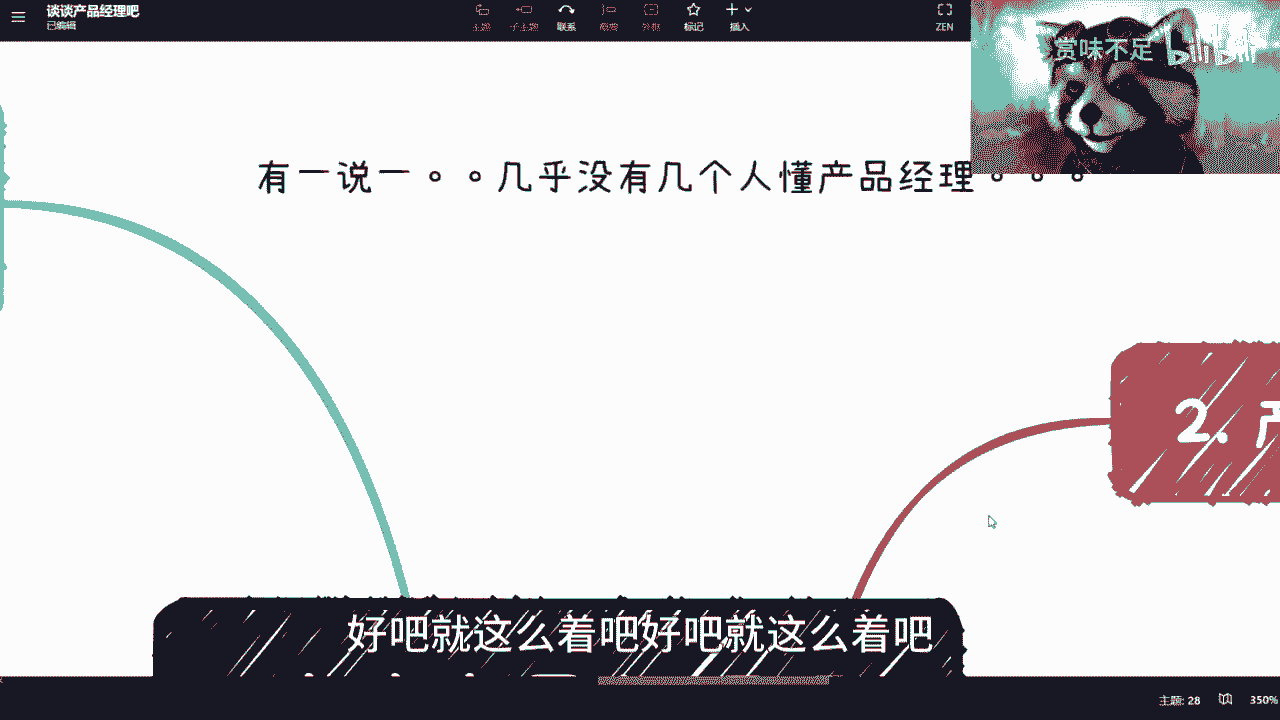 谈谈产品经理吧
已编辑
主题
子主题
联系
概要
外框
标记
插入
ZEN
赏味不足 bilibili
有一说一。。几乎没有几个人懂产品经理。。。
2. 产
好吧就这么着吧好吧就这么着吧
主题: 28
350%